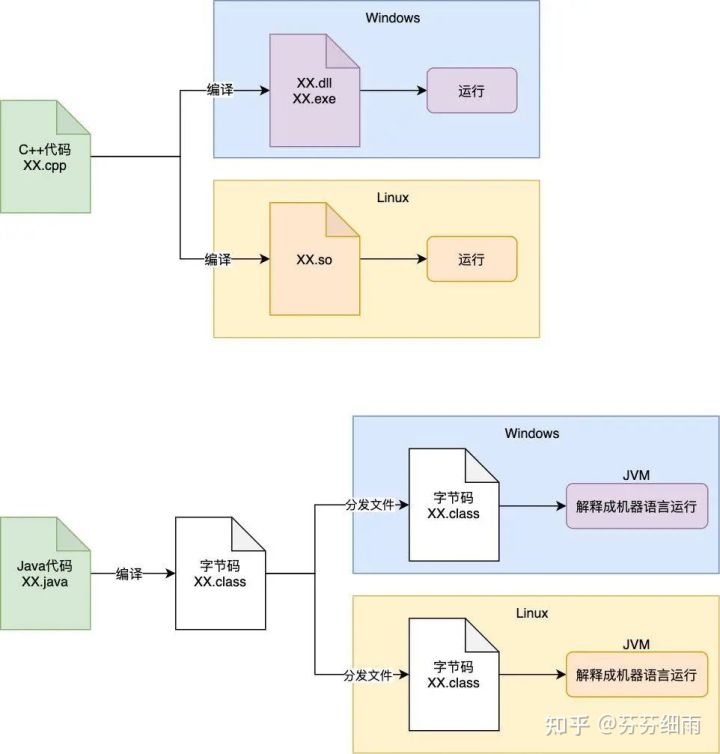 Windows
C++代码
XX.cpp
编译
XX.dll
XX.exe
运行
Linux
编译
XX.so
运行
Windows
Java代码
XX.java
编译
字节码
XX.class
分发文件
字节码
XX.class
JVM
解释成机器语言运行
Linux
分发文件
字节码
XX.class
JVM
解释成机器语言运行
知乎 @芬芬细雨